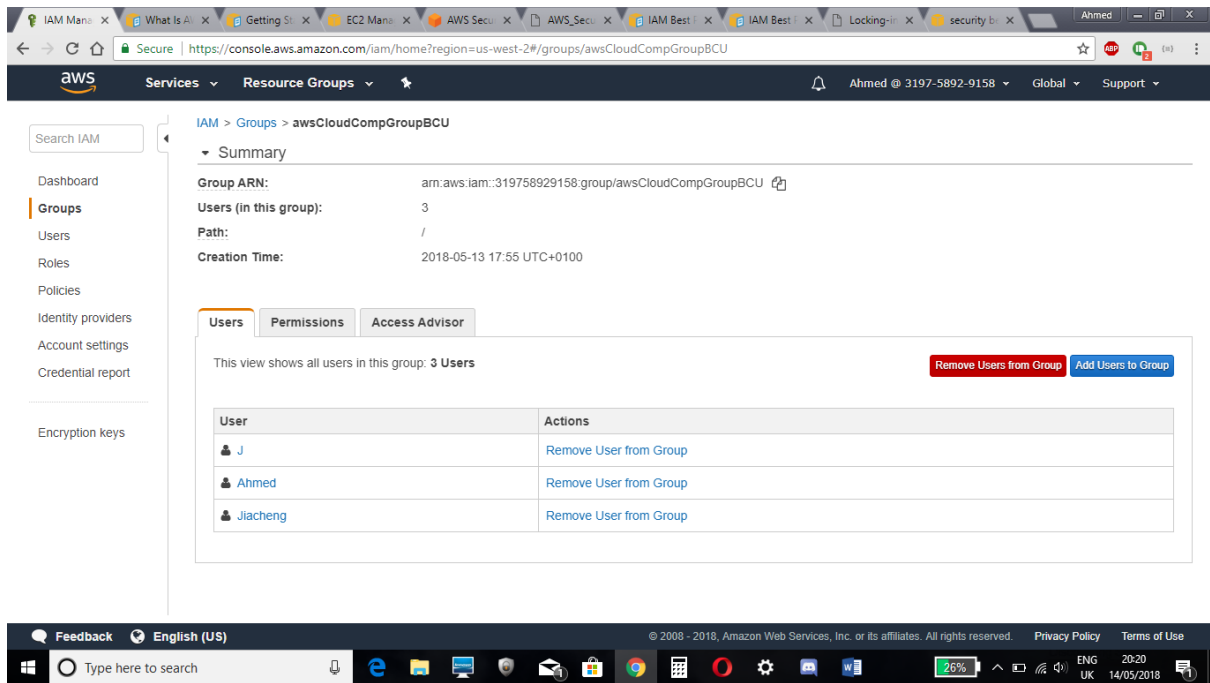 IAM Mana
What Is A
Getting St
EC2 Mana
AWS Secu
AWS_Secu
IAM Best
IAM Best
Locking-in
security be
Ahmed
Secure | https://console.aws.amazon.com/iam/home?region=us-west-2#/groups/awsCloudCompGroupBCU
ABP
2
aws Services Resource Groups Ahmed @ 3197-5892-9158 Global Support
Search IAM
Dashboard
Groups
Users
Roles
Policies
Identity providers
Account settings
Credential report
Encryption keys
IAM > Groups > awsCloudCompGroupBCU
Summary
Group ARN: arn:aws:iam::319758929158:group/awsCloudCompGroupBCU
Users (in this group): 3
Path: /
Creation Time: 2018-05-13 17:55 UTC+0100
Users Permissions Access Advisor
This view shows all users in this group: 3 Users
Remove Users from Group Add Users to Group
User Actions
J Remove User from Group
Ahmed Remove User from Group
Jiacheng Remove User from Group
Feedback English (US) © 2008 - 2018, Amazon Web Services, Inc. or its affiliates. All rights reserved. Privacy Policy Terms of Use
Type here to search
26%
ENG
UK
20:20
14/05/2018